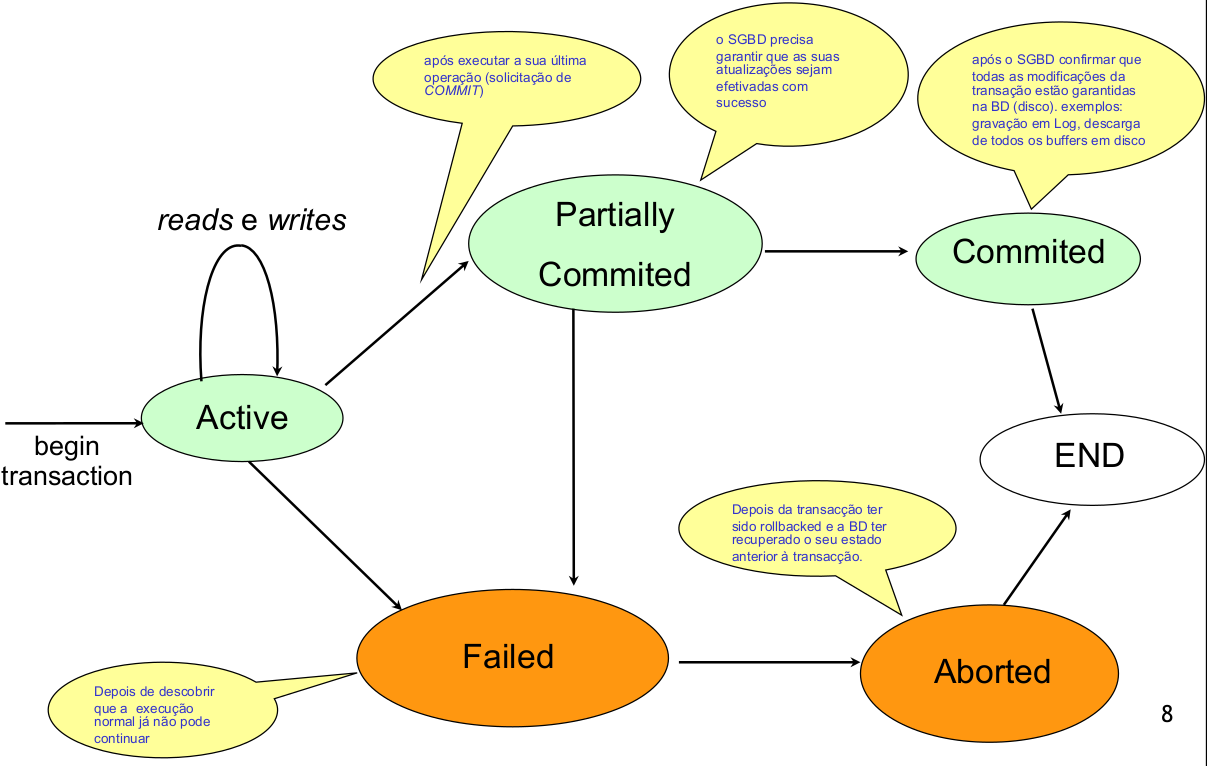 após executar a sua última
operação (solicitação de
COMMIT)
o SGBD precisa
garantir que as suas
atualizações sejam
efetivadas com
sucesso
após o SGBD confirmar que
todas as modificações da
transação estão garantidas
na BD (disco). exemplos:
gravação em Log, descarga
de todos os buffers em disco
reads e writes
Partially
Commited
Commited
Active
begin
transaction
END
Depois da transacção ter
sido rollbacked e a BD ter
recuperado o seu estado
anterior à transacção.
Failed
Aborted
Depois de descobrir
que a execução
normal já não pode
continuar
8